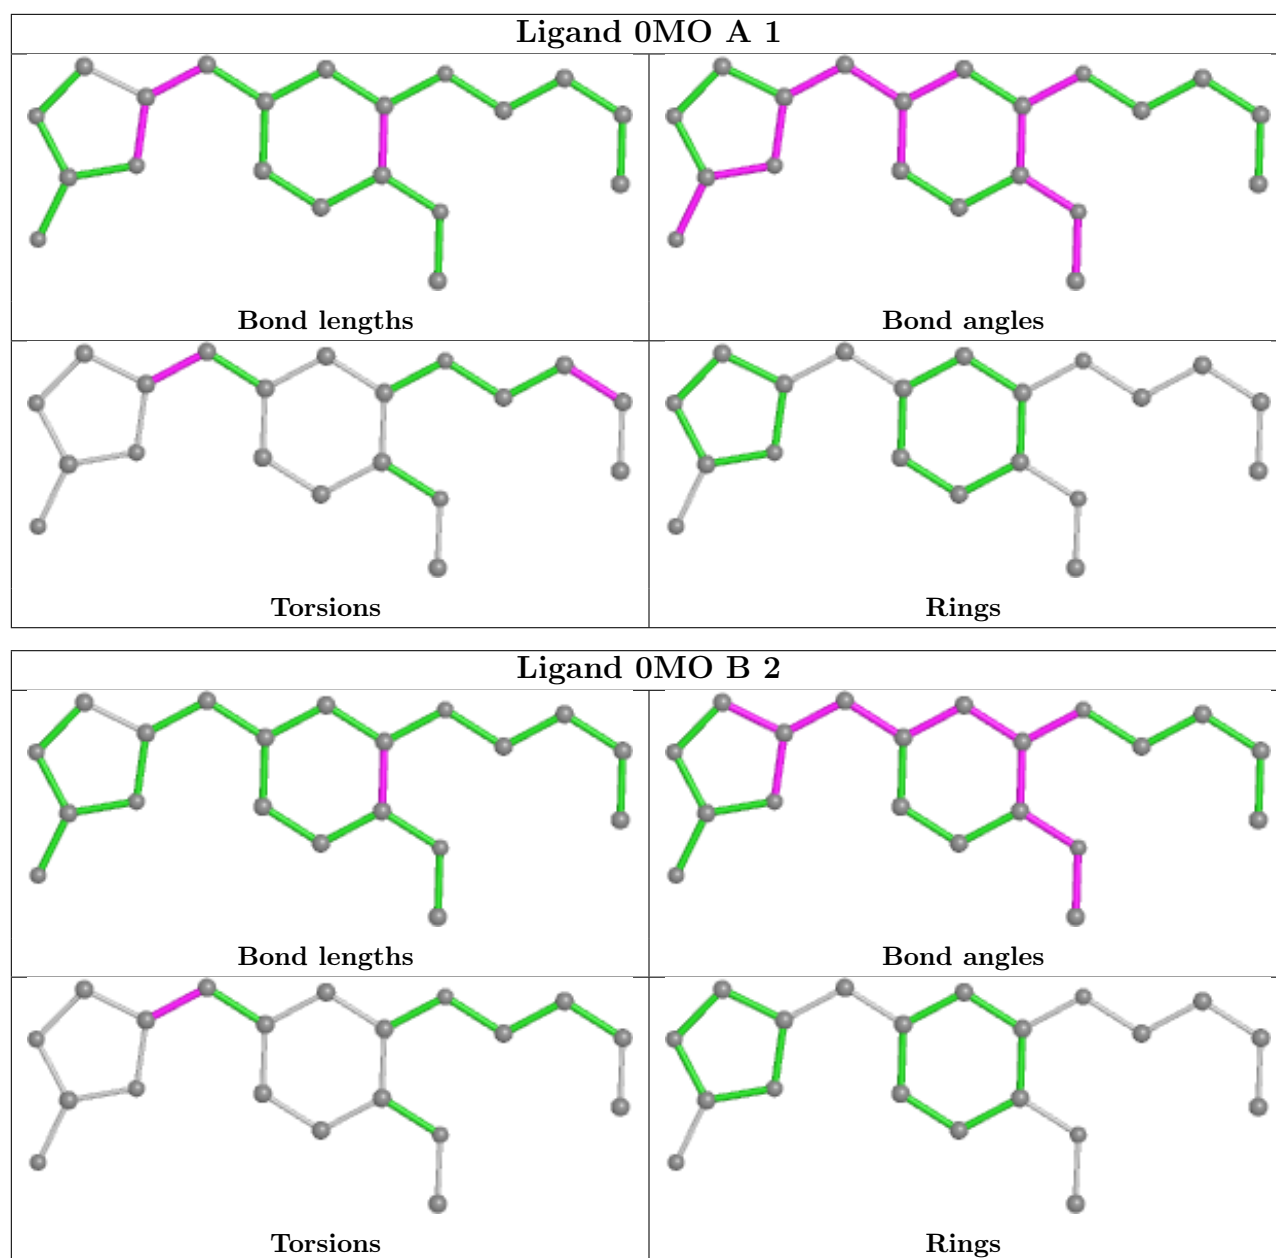 Ligand 0MO A 1
Bond lengths
Bond angles
Torsions
Rings
Ligand 0MO B 2
Bond lengths
Bond angles
Torsions
Rings